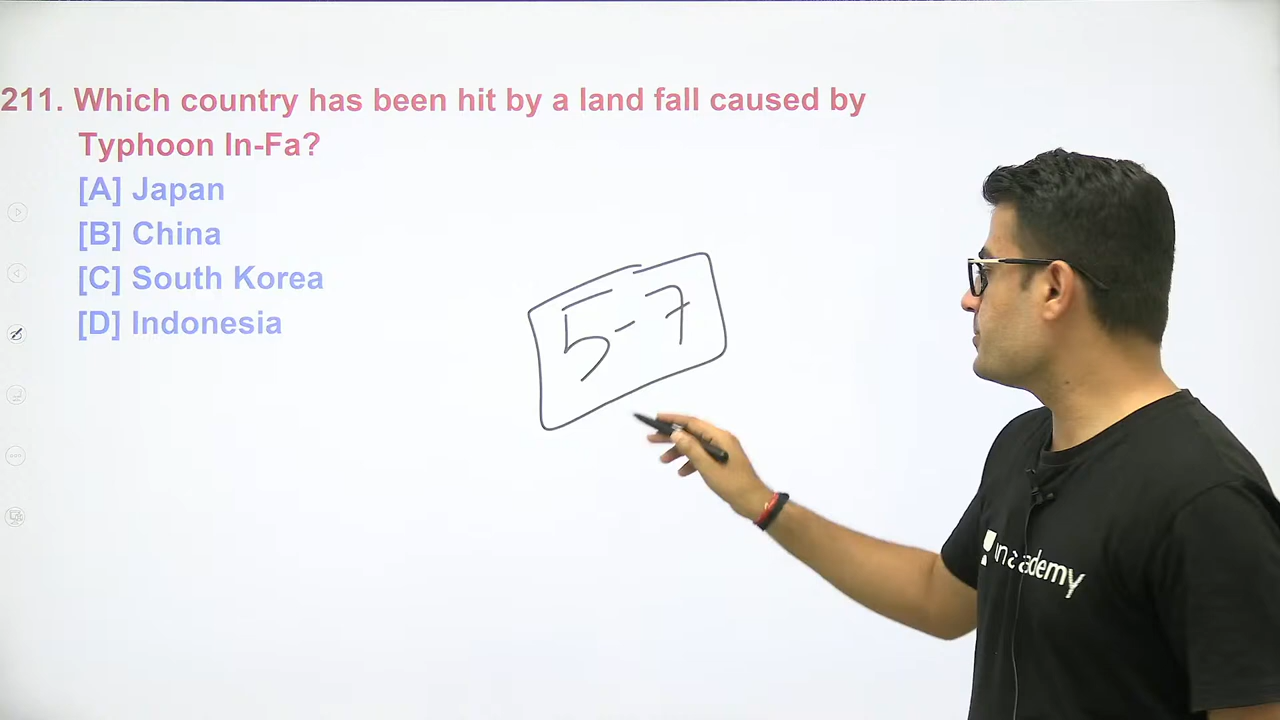 211. Which country has been hit by a land fall caused by
Typhoon In-Fa?
[A] Japan
[B] China
[C] South Korea
[D] Indonesia
5-7
unacademy